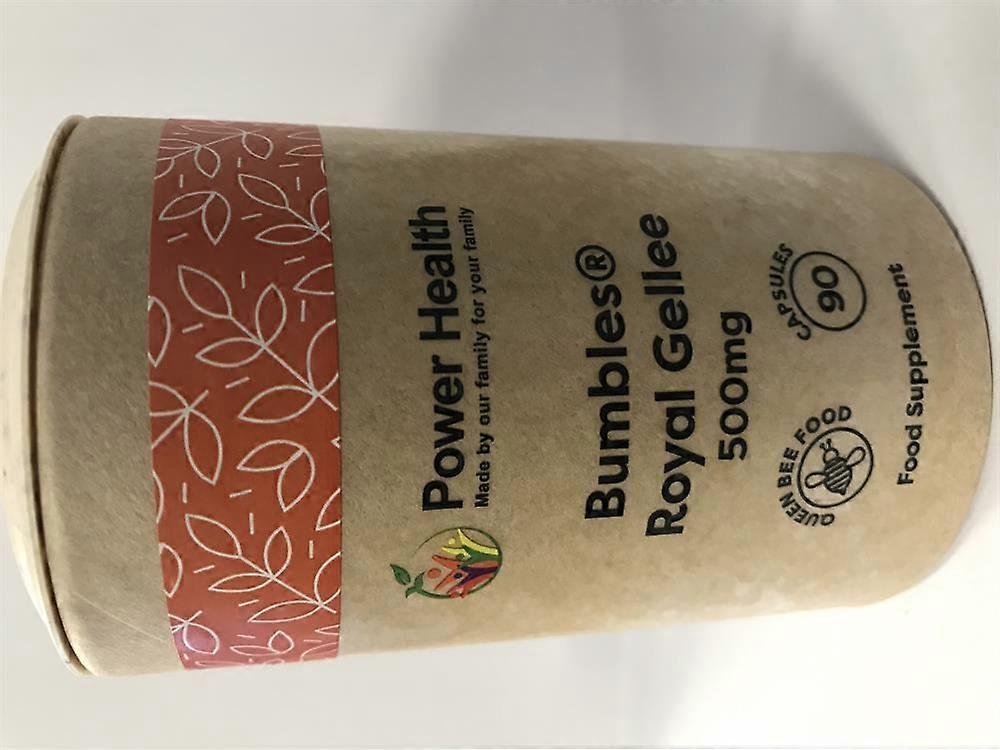 Power Health
Made by our family for your family
Bumbles®
Royal Gellee
500mg
QUEEN BEE FOOD
CAPSULES
90
Food Supplement